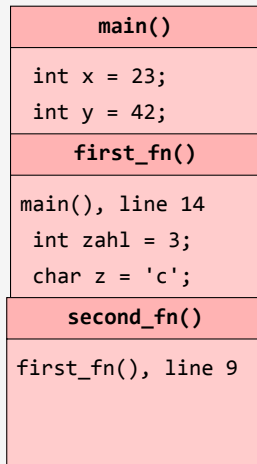 main()
int x = 23;
int y = 42;
first_fn()
main(), line 14
int zahl = 3;
char z = 'c';
second_fn()
first_fn(), line 9